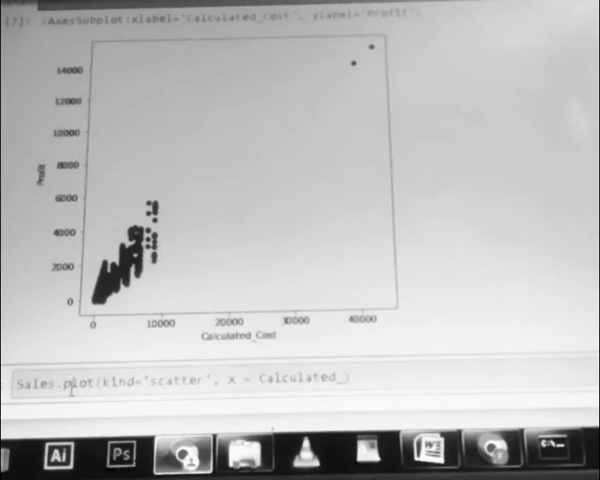 [7]: <AxesSubplot:xlabel='Calculated_cost', ylabel='Profit'>
14000
12000
10000
8000
6000
4000
2000
0
Profit
0 10000 20000 30000 40000
Calculated_Cost
Sales.plot(kind='scatter', x = Calculated_)
Ai Ps W C:\.